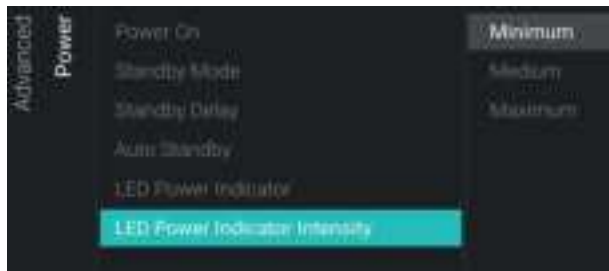 Advanced
Power
Power On
Standby Mode
Standby Delay
Auto Standby
LED Power Indicator
LED Power Indicator Intensity
Minimum
Medium
Maximum